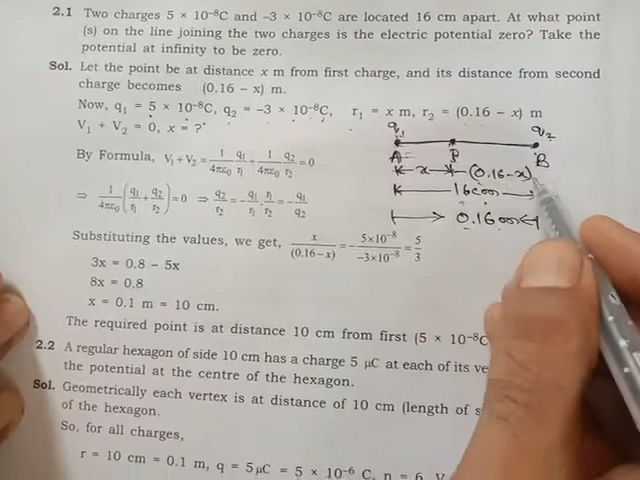 2.1 Two charges 5 × 10⁻⁸C and –3 × 10⁻⁸C are located 16 cm apart. At what point
(s) on the line joining the two charges is the electric potential zero? Take the
potential at infinity to be zero.
Sol. Let the point be at distance x m from first charge, and its distance from second
charge becomes (0.16 – x) m.
Now, q₁ = 5 × 10⁻⁸C, q₂ = –3 × 10⁻⁸C, r₁ = x m, r₂ = (0.16 – x) m
V₁ + V₂ = 0, x = ?
q₁ q₂
A P B
x (0.16-x)
16cm
0.16
By Formula, V₁ + V₂ = 1/4πε₀ q₁/r₁ + 1/4πε₀ q₂/r₂ = 0
⇒ 1/4πε₀ (q₁/r₁ + q₂/r₂) = 0 ⇒ q₂/r₂ = – q₁/r₁, r₁/r₂ = – q₁/q₂
Substituting the values, we get, x/(0.16 – x) = – 5×10⁻⁸/–3×10⁻⁸ = 5/3
3x = 0.8 – 5x
8x = 0.8
x = 0.1 m = 10 cm.
The required point is at distance 10 cm from first (5 × 10⁻⁸C
2.2 A regular hexagon of side 10 cm has a charge 5 μC at each of its ve
the potential at the centre of the hexagon.
Sol. Geometrically each vertex is at distance of 10 cm (length of s
of the hexagon.
So, for all charges,
r = 10 cm = 0.1 m, q = 5 μC = 5 × 10⁻⁶ C, n = 6, V